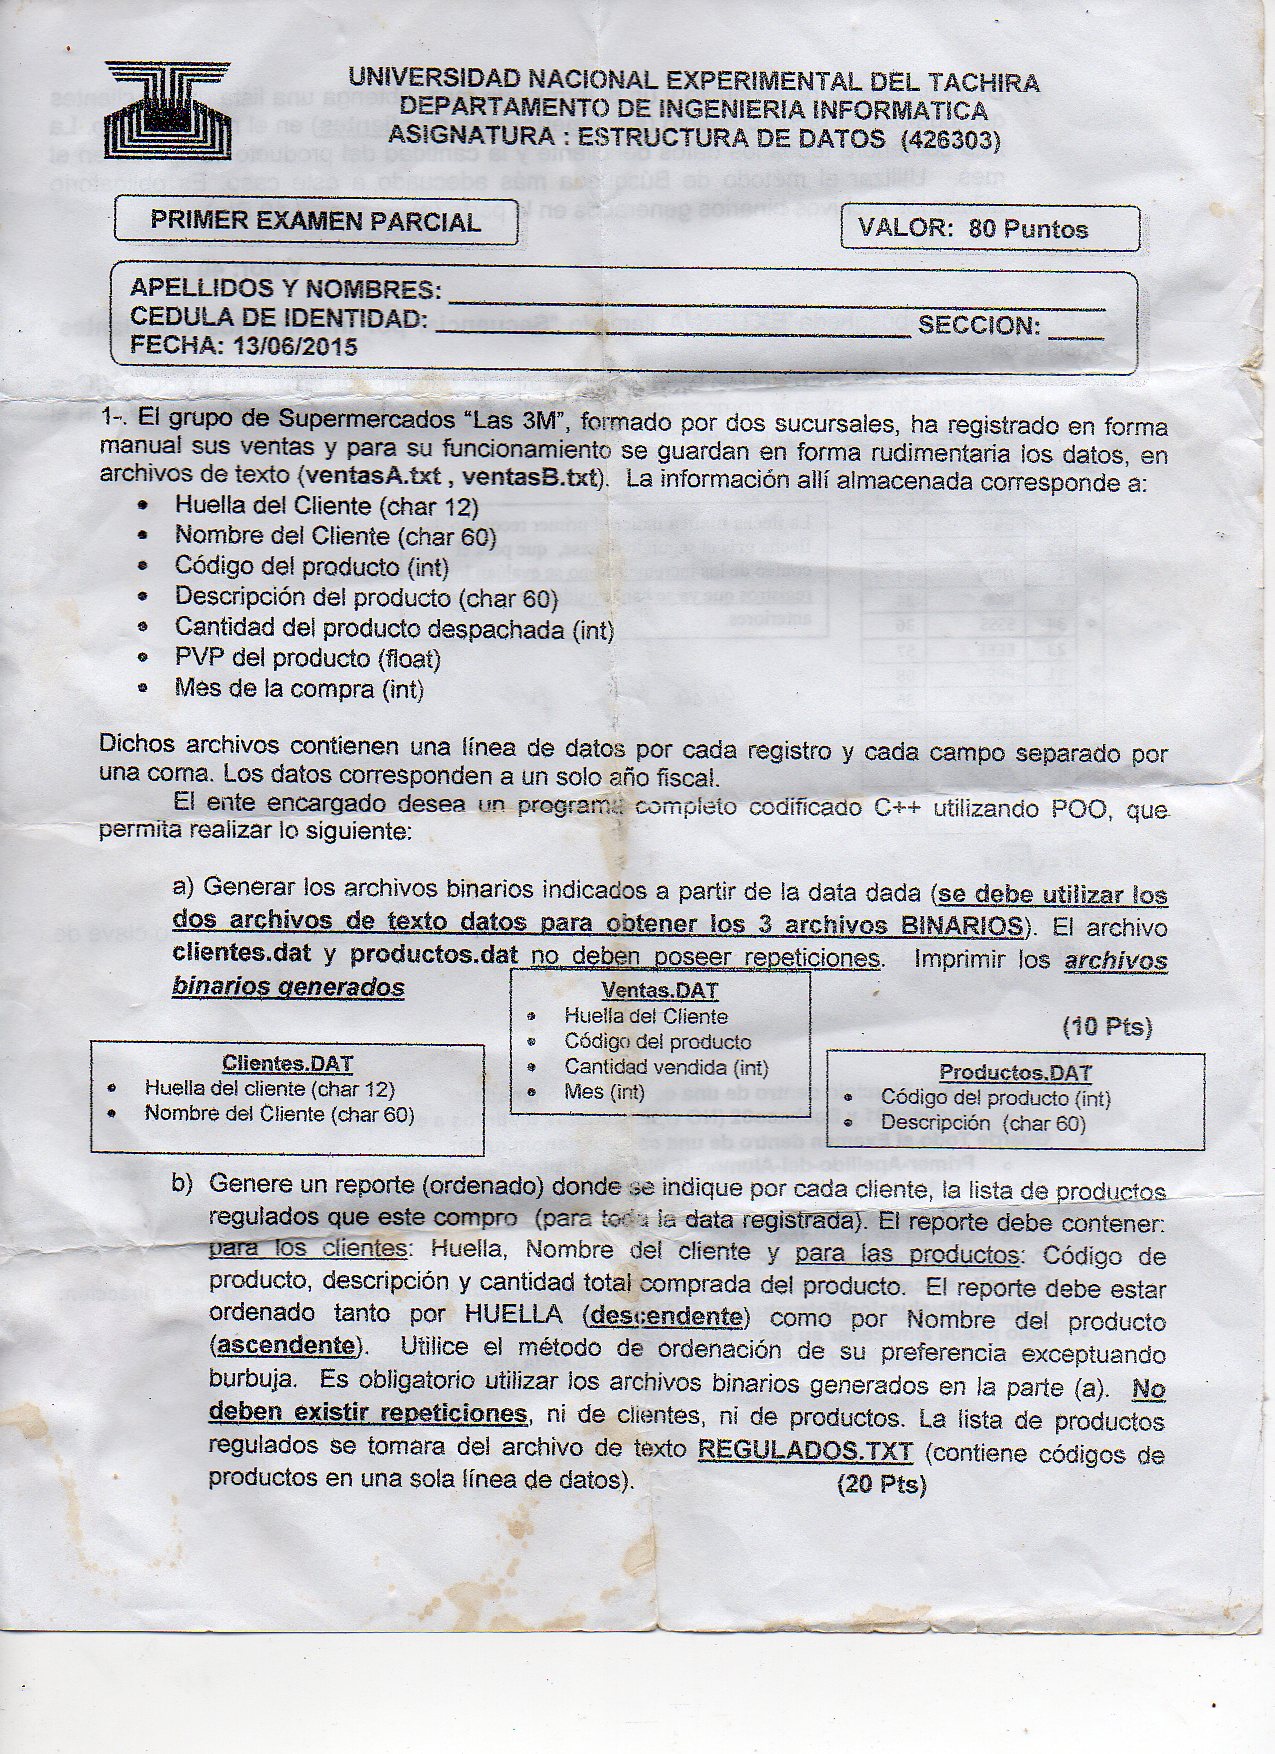 UNIVERSIDAD NACIONAL EXPERIMENTAL DEL TACHIRA
DEPARTAMENTO DE INGENIERIA INFORMATICA
ASIGNATURA : ESTRUCTURA DE DATOS (426303)
PRIMER EXAMEN PARCIAL
VALOR: 80 Puntos
APELLIDOS Y NOMBRES:
CEDULA DE IDENTIDAD: SECCION:
FECHA: 13/06/2015
1-. El grupo de Supermercados "Las 3M", formado por dos sucursales, ha registrado en forma
manual sus ventas y para su funcionamiento se guardan en forma rudimentaria los datos, en
archivos de texto (ventasA.txt , ventasB.txt). La información allí almacenada corresponde a:
• Huella del Cliente (char 12)
• Nombre del Cliente (char 60)
• Código del producto (int)
• Descripción del producto (char 60)
• Cantidad del producto despachada (int)
• PVP del producto (float)
• Mes de la compra (int)
Dichos archivos contienen una línea de datos por cada registro y cada campo separado por
una coma. Los datos corresponden a un solo año fiscal.
El ente encargado desea un programa completo codificado C++ utilizando POO, que
permita realizar lo siguiente:
a) Generar los archivos binarios indicados a partir de la data dada (se debe utilizar los
dos archivos de texto datos para obtener los 3 archivos BINARIOS). El archivo
clientes.dat y productos.dat no deben poseer repeticiones. Imprimir los archivos
binarios generados
(10 Pts)
Clientes.DAT
• Huella del cliente (char 12)
• Nombre del Cliente (char 60)
Ventas.DAT
• Huella del Cliente
• Código del producto
• Cantidad vendida (int)
• Mes (int)
Productos.DAT
• Código del producto (int)
• Descripción (char 60)
b) Genere un reporte (ordenado) donde se indique por cada cliente, la lista de productos
regulados que este compro (para toda la data registrada). El reporte debe contener:
para los clientes: Huella, Nombre del cliente y para las productos: Código de
producto, descripción y cantidad total comprada del producto. El reporte debe estar
ordenado tanto por HUELLA (descendente) como por Nombre del producto
(ascendente). Utilice el método de ordenación de su preferencia exceptuando
burbuja. Es obligatorio utilizar los archivos binarios generados en la parte (a). No
deben existir repeticiones, ni de clientes, ni de productos. La lista de productos
regulados se tomara del archivo de texto REGULADOS.TXT (contiene códigos de
productos en una sola línea de datos). (20 Pts)